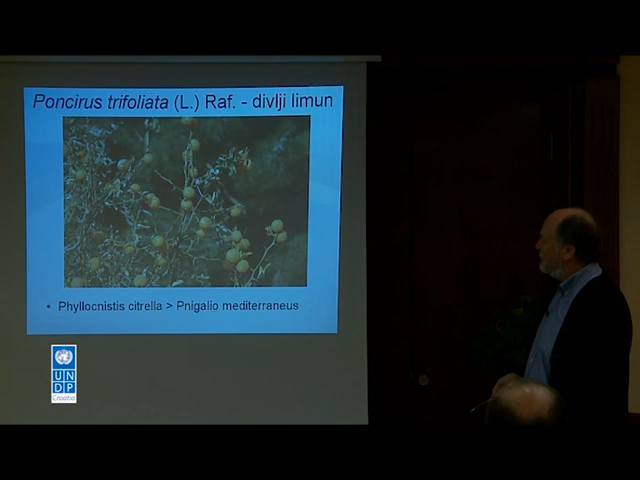 Poncirus trifoliata (L.) Raf. - divlji limun
• Phyllocnistis citrella > Pnigalio mediterraneus
UN
DP
Croatia